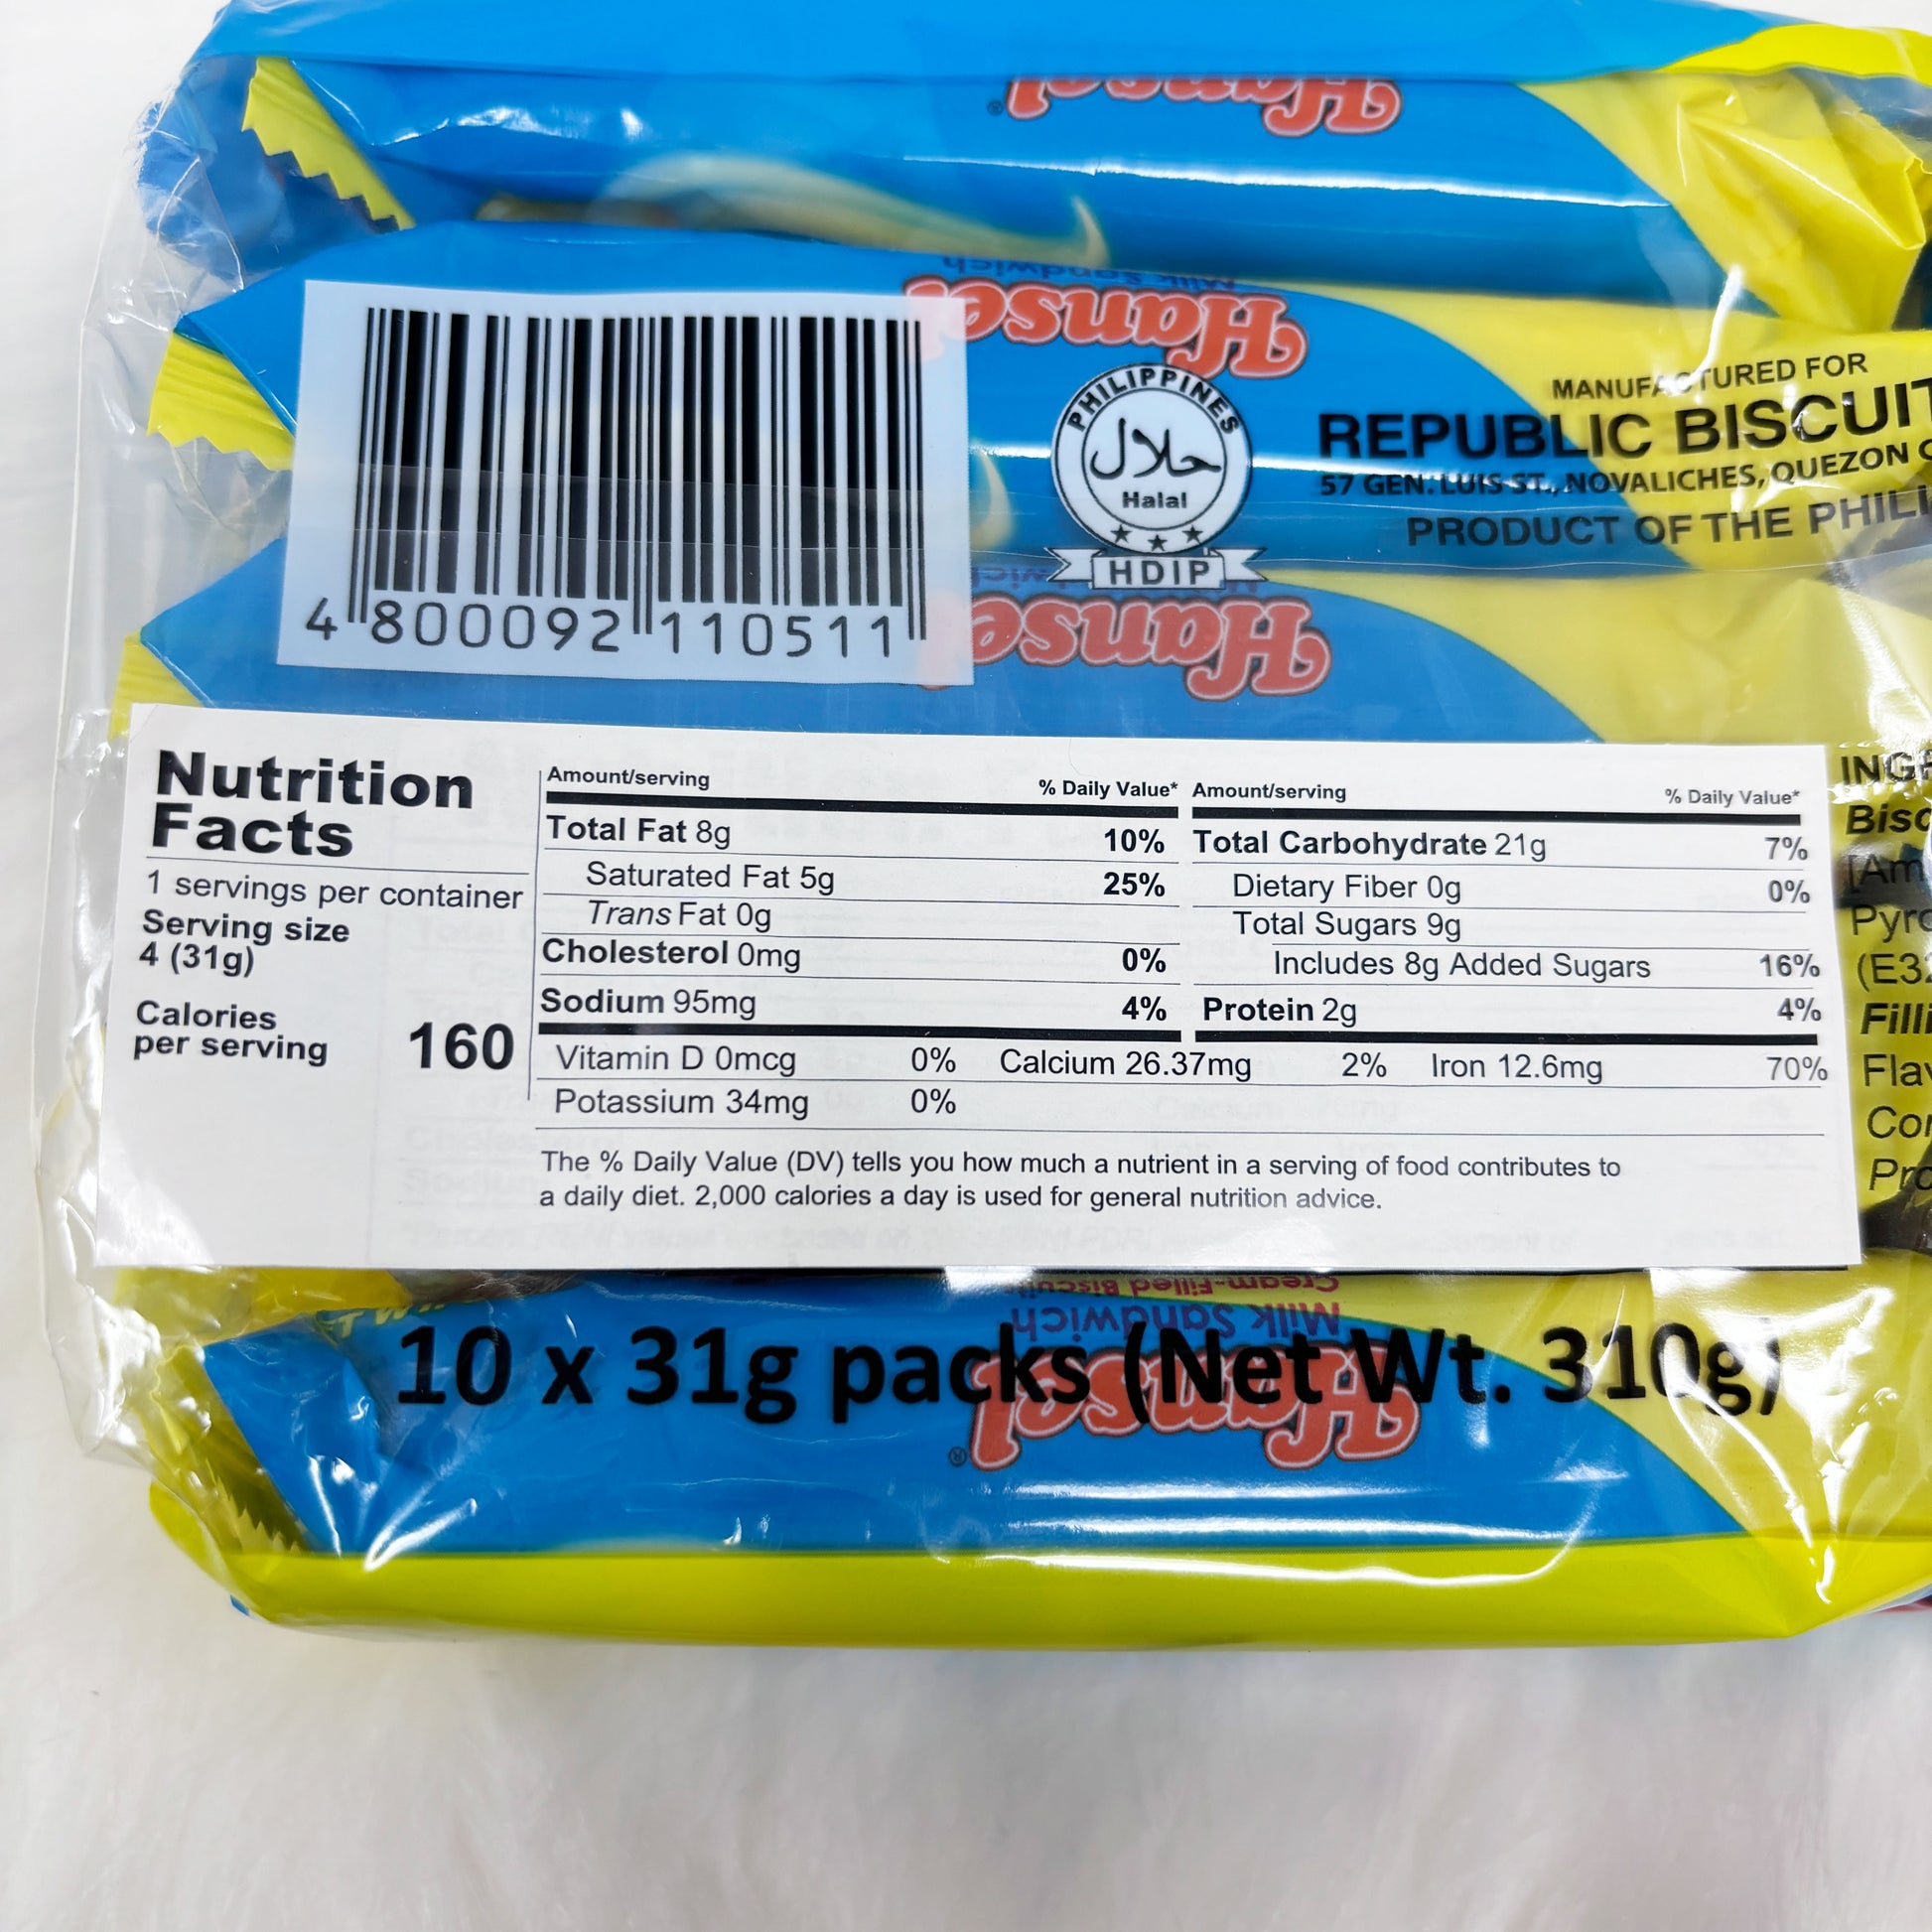 Hansel
Milk Sandwich
Hansel
PHILIPPINES
حلال
Halal
HDIP
MANUFACTURED FOR
REPUBLIC BISCUIT
57 GEN. LUIS ST., NOVALICHES, QUEZON C
PRODUCT OF THE PHILI
4 800092 110511
Hansel
Nutrition
Facts
1 servings per container
Serving size
4 (31g)
Calories
per serving 160
Amount/serving % Daily Value*
Total Fat 8g 10%
Saturated Fat 5g 25%
Trans Fat 0g
Cholesterol 0mg 0%
Sodium 95mg 4%
Amount/serving % Daily Value*
Total Carbohydrate 21g 7%
Dietary Fiber 0g 0%
Total Sugars 9g
Includes 8g Added Sugars 16%
Protein 2g 4%
Vitamin D 0mcg 0% Calcium 26.37mg 2% Iron 12.6mg 70%
Potassium 34mg 0%
The % Daily Value (DV) tells you how much a nutrient in a serving of food contributes to
a daily diet. 2,000 calories a day is used for general nutrition advice.
Cream-Filled Biscuit
Milk Sandwich
Hansel
10 x 31g packs (Net Wt. 310g)